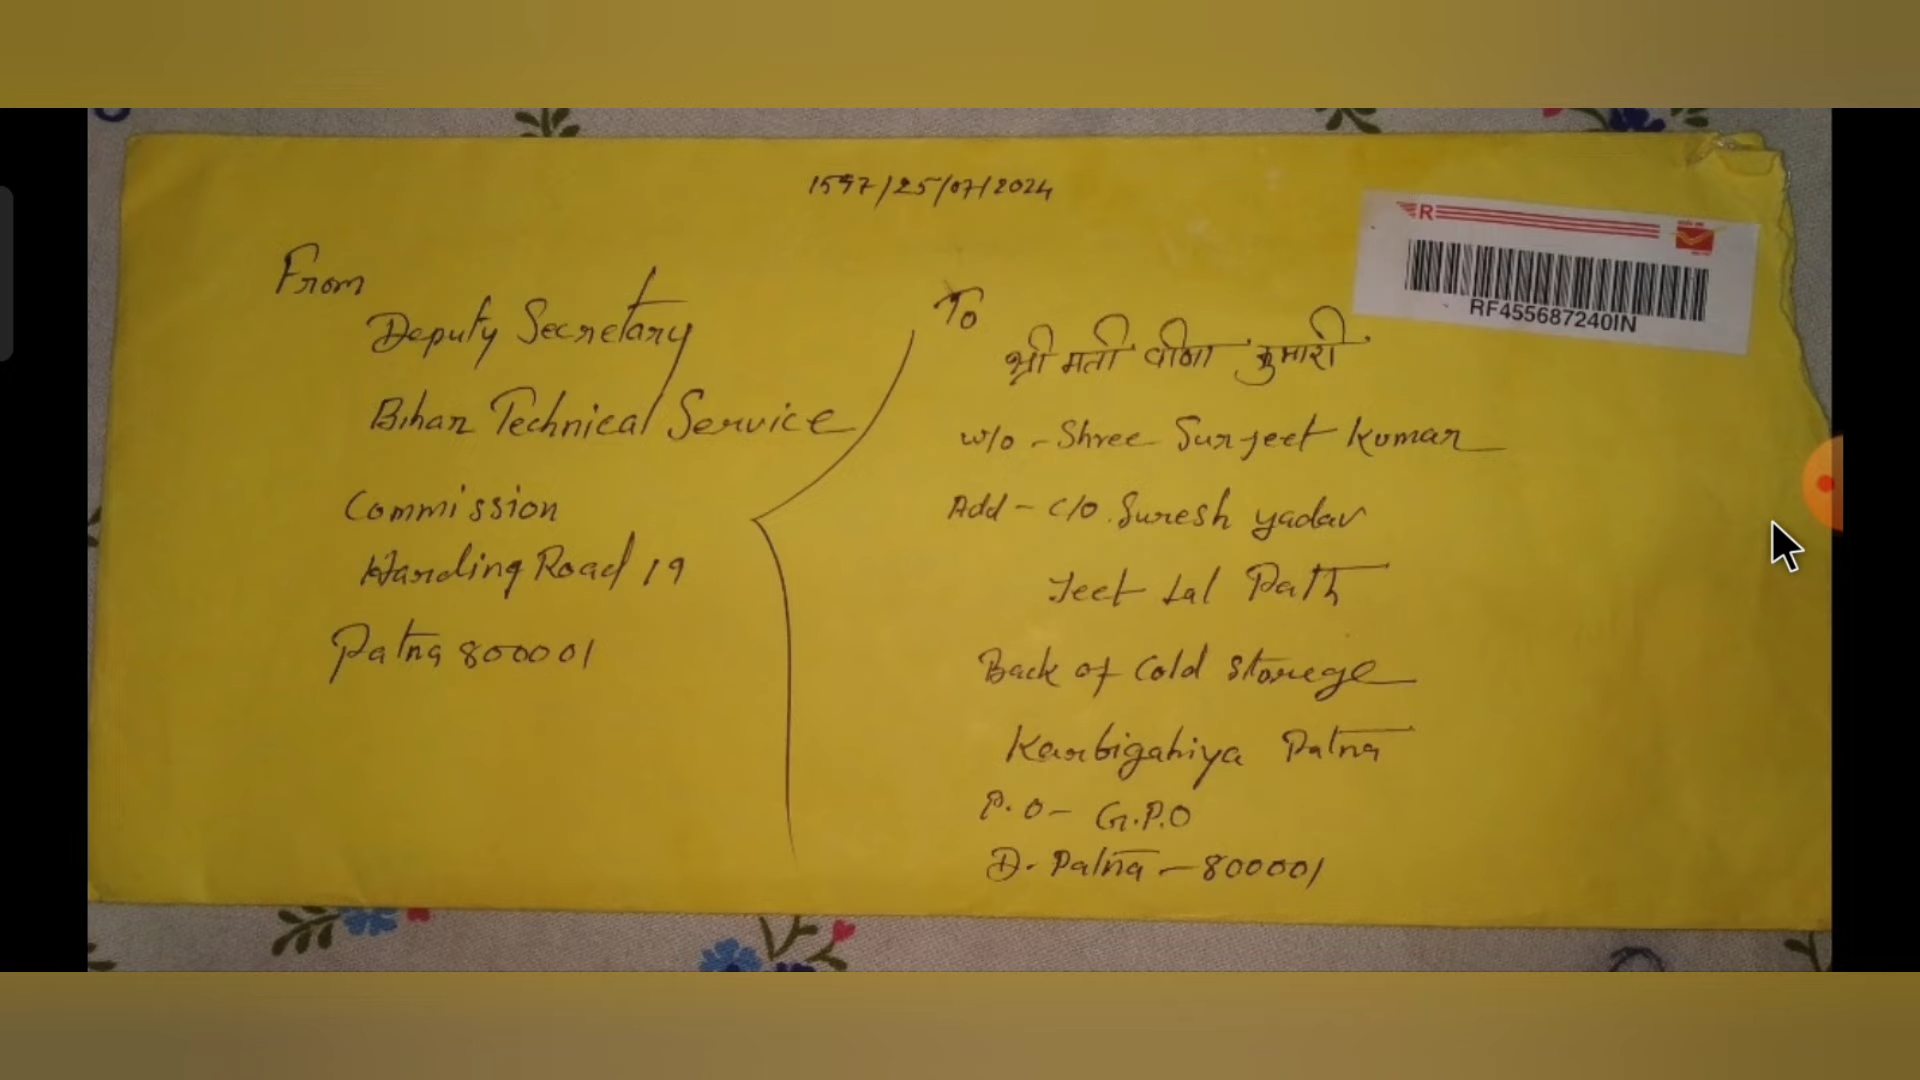 1597/25/07/2024
From
Deputy Secretary
Bihar Technical Service
Commission
Harding Road 19
Patna 800001
To
श्रीमती वीणा कुमारी
w/o - Shree Surjeet Kumar
Add - C/O. Suresh yadav
Jeet Lal Path
Back of Cold Storege
Karbigahiya Patna
P.O - G.P.O
D. Patna - 800001
R
RF455687240IN